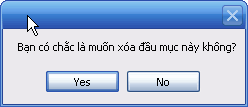 Bạn có chắc là muốn xóa đầu mục này không?
Yes
No